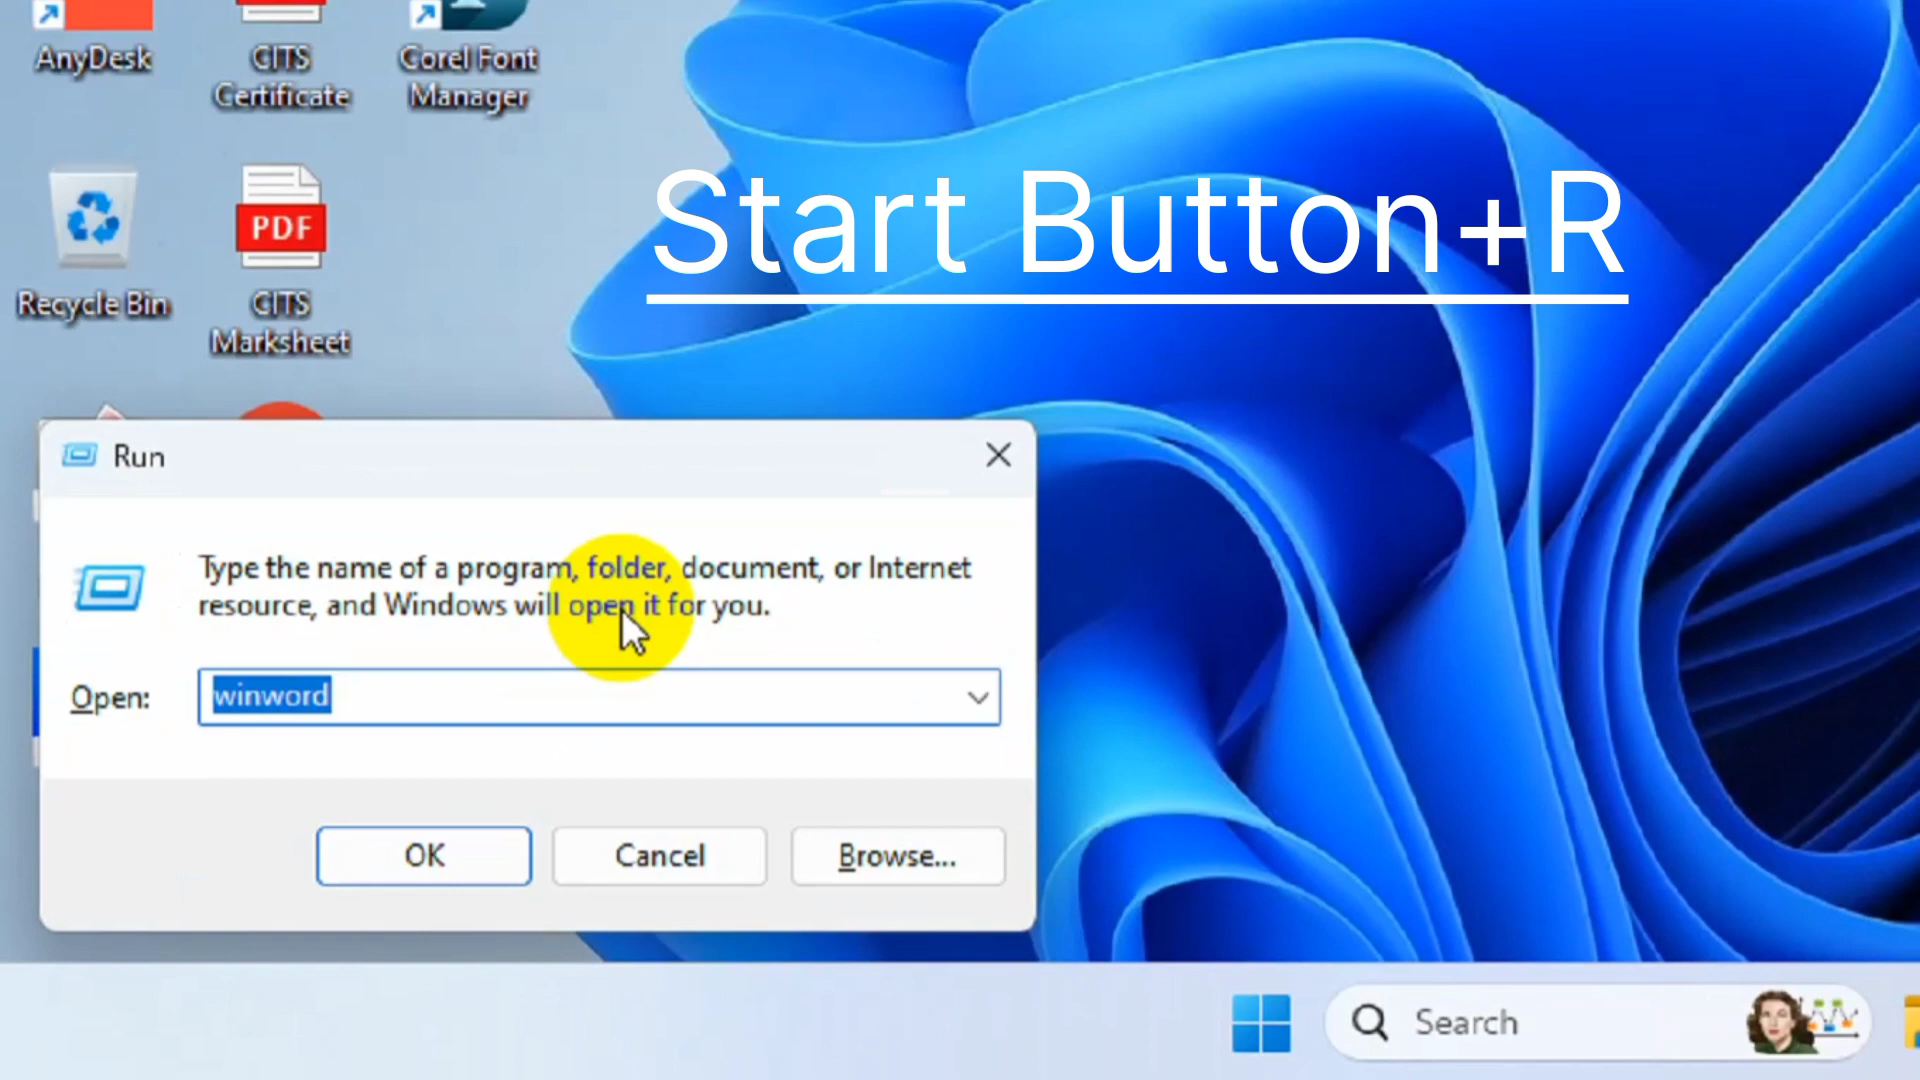 AnyDesk
CITS
Certificate
Corel Font
Manager
Start Button+R
Recycle Bin
PDF
CITS
Marksheet
Run
Type the name of a program, folder, document, or Internet
resource, and Windows will open it for you.
Open:
winword
OK
Cancel
Browse...
Search